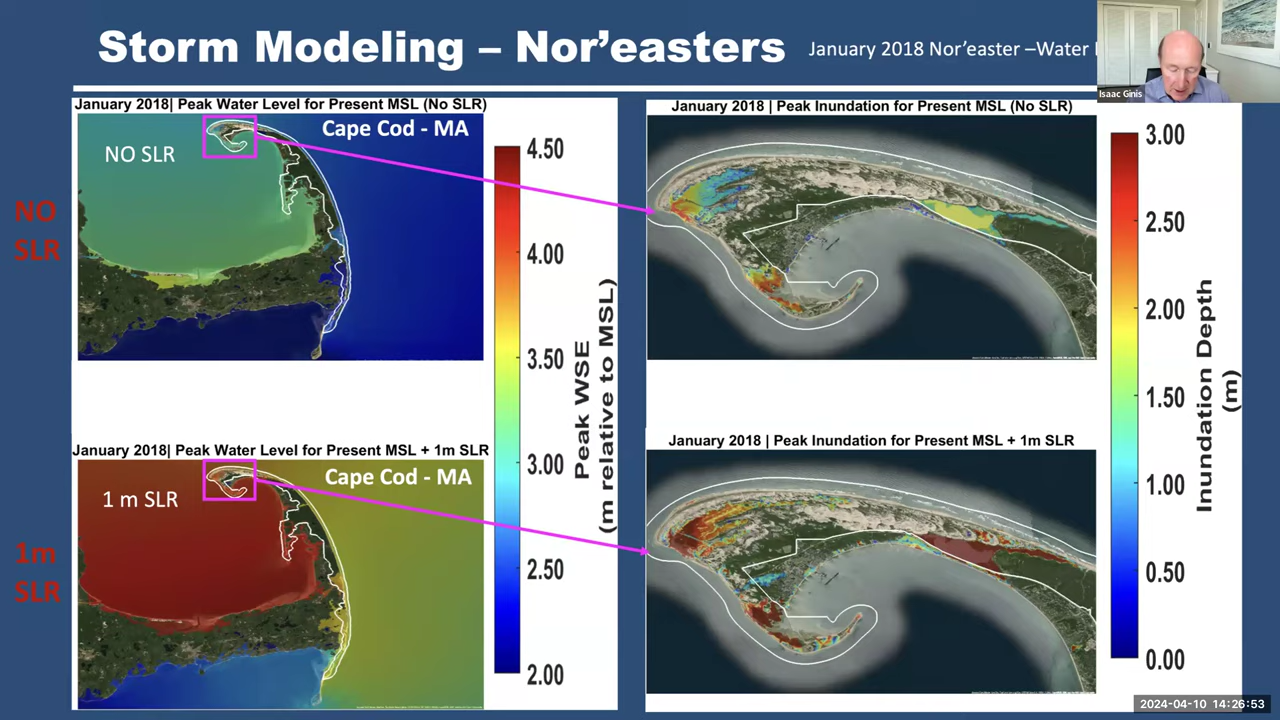 Storm Modeling – Nor’easters
January 2018 Nor’easter –Water
Isaac Ginis
January 2018| Peak Water Level for Present MSL (No SLR)
Cape Cod - MA
NO SLR
NO
SLR
4.50
4.00
3.50
3.00
2.50
2.00
Peak WSE
(m relative to MSL)
January 2018 | Peak Inundation for Present MSL (No SLR)
3.00
2.50
2.00
1.50
1.00
0.50
0.00
Inundation Depth
(m)
January 2018| Peak Water Level for Present MSL + 1m SLR
Cape Cod - MA
1 m SLR
1m
SLR
January 2018 | Peak Inundation for Present MSL + 1m SLR
2024-04-10 14:26:53